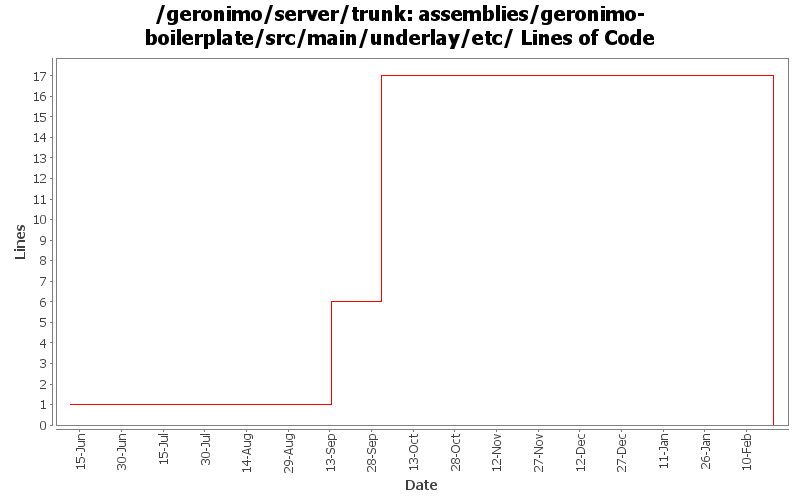 /geronimo/server/trunk: assemblies/geronimo-
boilerplate/src/main/underlay/etc/ Lines of Code
17
16
15
14
13
12
11
10
9
8
7
6
5
4
3
2
1
0
Lines
15-Jun
30-Jun
15-Jul
30-Jul
14-Aug
29-Aug
13-Sep
28-Sep
13-Oct
28-Oct
12-Nov
27-Nov
12-Dec
27-Dec
11-Jan
26-Jan
10-Feb
Date